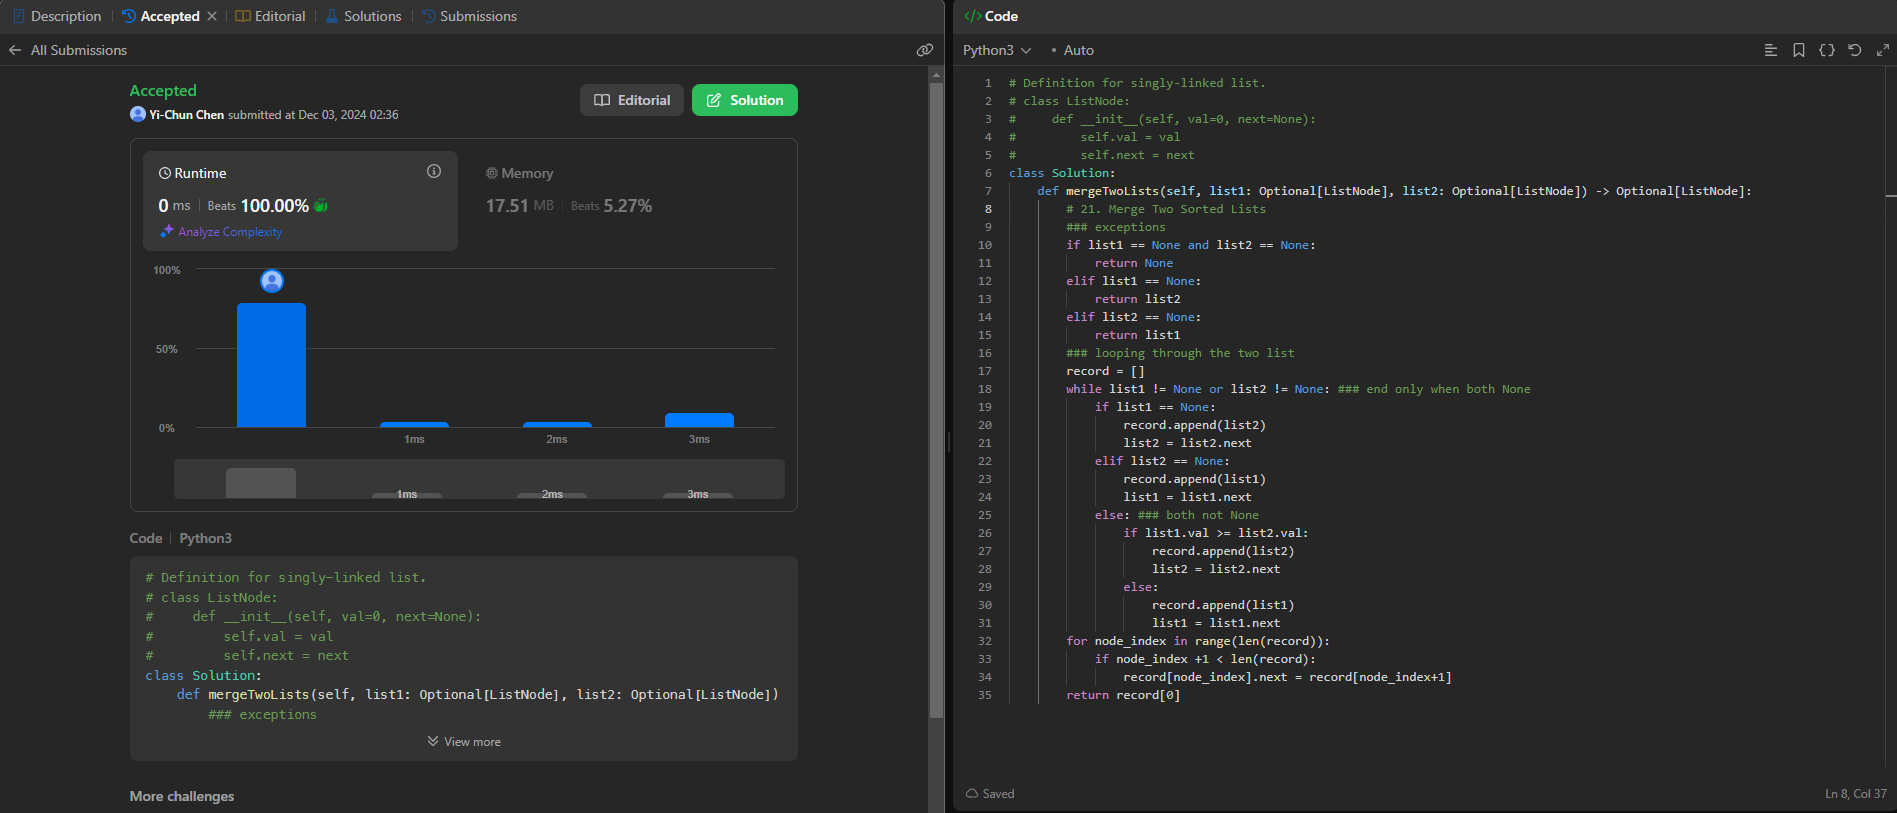 Description
Accepted
Editorial
Solutions
Submissions
All Submissions
Accepted
Yi-Chun Chen submitted at Dec 03, 2024 02:36
Editorial
Solution
Runtime
0 ms | Beats 100.00%
Analyze Complexity
Memory
17.51 MB | Beats 5.27%
100%
50%
0%
1ms
2ms
3ms
1ms
2ms
3ms
Code | Python3
# Definition for singly-linked list.
# class ListNode:
#     def __init__(self, val=0, next=None):
#         self.val = val
#         self.next = next
class Solution:
    def mergeTwoLists(self, list1: Optional[ListNode], list2: Optional[ListNode])
        ### exceptions
View more
More challenges
</> Code
Python3
• Auto
1 # Definition for singly-linked list.
2 # class ListNode:
3 #     def __init__(self, val=0, next=None):
4 #         self.val = val
5 #         self.next = next
6 class Solution:
7     def mergeTwoLists(self, list1: Optional[ListNode], list2: Optional[ListNode]) -> Optional[ListNode]:
8         # 21. Merge Two Sorted Lists
9         ### exceptions
10         if list1 == None and list2 == None:
11             return None
12         elif list1 == None:
13             return list2
14         elif list2 == None:
15             return list1
16         ### looping through the two list
17         record = []
18         while list1 != None or list2 != None: ### end only when both None
19             if list1 == None:
20                 record.append(list2)
21                 list2 = list2.next
22             elif list2 == None:
23                 record.append(list1)
24                 list1 = list1.next
25             else: ### both not None
26                 if list1.val >= list2.val:
27                     record.append(list2)
28                     list2 = list2.next
29                 else:
30                     record.append(list1)
31                     list1 = list1.next
32         for node_index in range(len(record)):
33             if node_index +1 < len(record):
34                 record[node_index].next = record[node_index+1]
35         return record[0]
Saved
Ln 8, Col 37